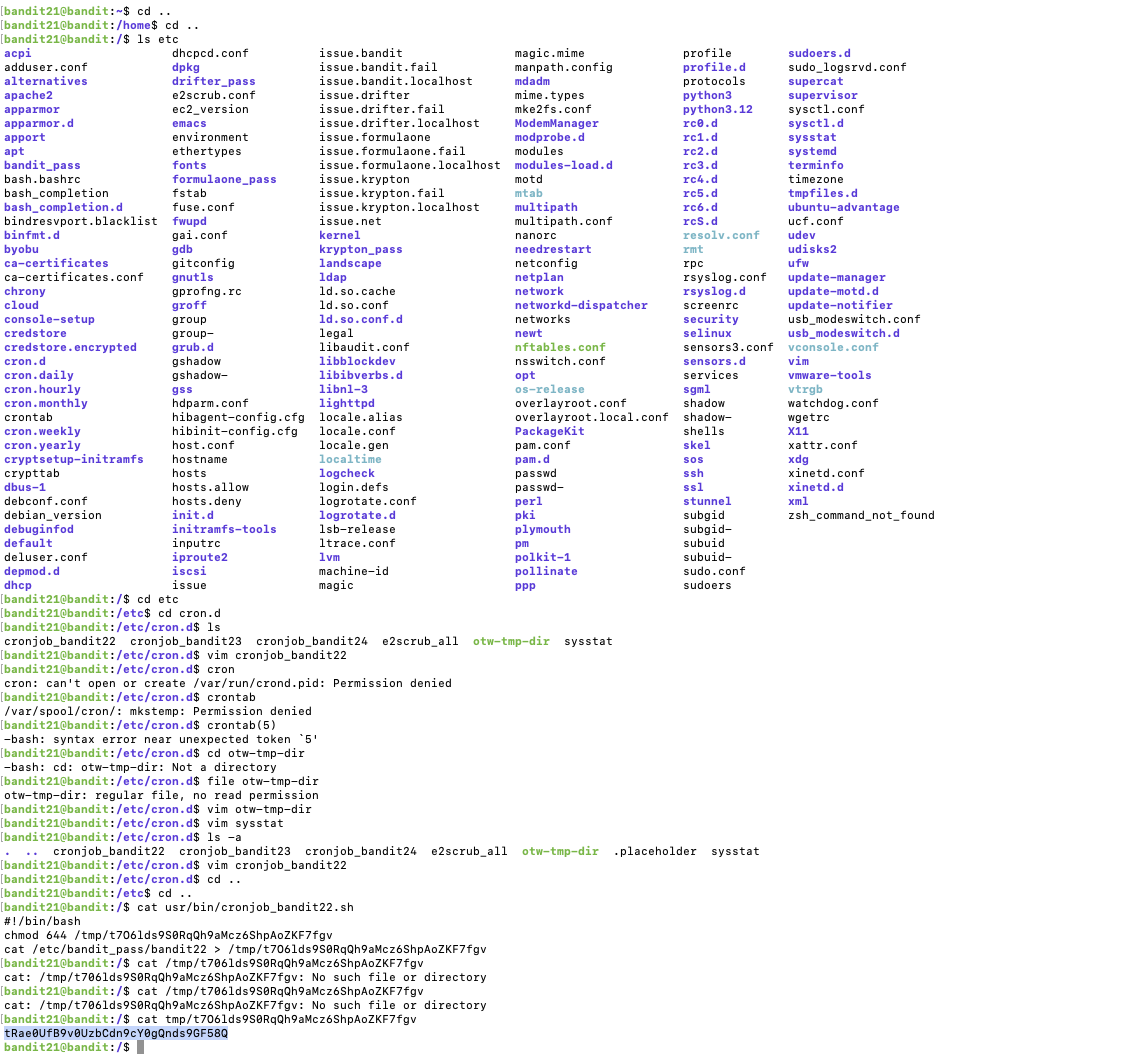 [bandit21@bandit:~$ cd ..
[bandit21@bandit:/home$ cd ..
[bandit21@bandit:/$ ls etc
acpi dhcpcd.conf issue.bandit magic.mime profile sudoers.d
adduser.conf dpkg issue.bandit.fail manpath.config profile.d sudo_logsrvd.conf
alternatives drifter_pass issue.bandit.localhost mdadm protocols supercat
apache2 e2scrub.conf issue.drifter mime.types python3 supervisor
apparmor ec2_version issue.drifter.fail mke2fs.conf python3.12 sysctl.conf
apparmor.d emacs issue.drifter.localhost ModemManager rc0.d sysctl.d
apport environment issue.formulaone modprobe.d rc1.d sysstat
apt ethertypes issue.formulaone.fail modules rc2.d systemd
bandit_pass fonts issue.formulaone.localhost modules-load.d rc3.d terminfo
bash.bashrc formulaone_pass issue.krypton motd rc4.d timezone
bash_completion fstab issue.krypton.fail mtab rc5.d tmpfiles.d
bash_completion.d fuse.conf issue.krypton.localhost multipath rc6.d ubuntu-advantage
bindresvport.blacklist fwupd issue.net multipath.conf rcS.d ucf.conf
binfmt.d gai.conf kernel nanorc resolv.conf udev
byobu gdb krypton_pass needrestart rmt udisks2
ca-certificates gitconfig landscape netconfig rpc ufw
ca-certificates.conf gnutls ldap netplan rsyslog.conf update-manager
chrony gprofng.rc ld.so.cache network rsyslog.d update-motd.d
cloud groff ld.so.conf networkd-dispatcher screenrc update-notifier
console-setup group ld.so.conf.d networks security usb_modeswitch.conf
credstore group- legal newt selinux usb_modeswitch.d
credstore.encrypted grub.d libaudit.conf nftables.conf sensors3.conf vconsole.conf
cron.d gshadow libblockdev nsswitch.conf sensors.d vim
cron.daily gshadow- libibverbs.d opt services vmware-tools
cron.hourly gss libnl-3 os-release sgml vtrgb
cron.monthly hdparm.conf lighttpd overlayroot.conf shadow watchdog.conf
crontab hibagent-config.cfg locale.alias overlayroot.local.conf shadow- wgetrc
cron.weekly hibinit-config.cfg locale.conf PackageKit shells X11
cron.yearly host.conf locale.gen pam.conf skel xattr.conf
cryptsetup-initramfs hostname localtime pam.d sos xdg
crypttab hosts logcheck passwd ssh xinetd.conf
dbus-1 hosts.allow login.defs passwd- ssl xinetd.d
debconf.conf hosts.deny logrotate.conf perl stunnel xml
debian_version init.d logrotate.d pki subgid zsh_command_not_found
debuginfod initramfs-tools lsb-release plymouth subgid-
default inputrc ltrace.conf pm subuid
deluser.conf iproute2 lvm polkit-1 subuid-
depmod.d iscsi machine-id pollinate sudo.conf
dhcp issue magic ppp sudoers
[bandit21@bandit:/$ cd etc
[bandit21@bandit:/etc$ cd cron.d
[bandit21@bandit:/etc/cron.d$ ls
cronjob_bandit22 cronjob_bandit23 cronjob_bandit24 e2scrub_all otw-tmp-dir sysstat
[bandit21@bandit:/etc/cron.d$ vim cronjob_bandit22
[bandit21@bandit:/etc/cron.d$ cron
cron: can't open or create /var/run/crond.pid: Permission denied
[bandit21@bandit:/etc/cron.d$ crontab
/var/spool/cron/: mkstemp: Permission denied
[bandit21@bandit:/etc/cron.d$ crontab(5)
-bash: syntax error near unexpected token `5'
[bandit21@bandit:/etc/cron.d$ cd otw-tmp-dir
-bash: cd: otw-tmp-dir: Not a directory
[bandit21@bandit:/etc/cron.d$ file otw-tmp-dir
otw-tmp-dir: regular file, no read permission
[bandit21@bandit:/etc/cron.d$ vim otw-tmp-dir
[bandit21@bandit:/etc/cron.d$ vim sysstat
[bandit21@bandit:/etc/cron.d$ ls -a
. .. cronjob_bandit22 cronjob_bandit23 cronjob_bandit24 e2scrub_all otw-tmp-dir .placeholder sysstat
[bandit21@bandit:/etc/cron.d$ vim cronjob_bandit22
[bandit21@bandit:/etc/cron.d$ cd ..
[bandit21@bandit:/etc$ cd ..
[bandit21@bandit:/$ cat usr/bin/cronjob_bandit22.sh
#!/bin/bash
chmod 644 /tmp/t7O6lds9S0RqQh9aMcz6ShpAoZKF7fgv
cat /etc/bandit_pass/bandit22 > /tmp/t7O6lds9S0RqQh9aMcz6ShpAoZKF7fgv
[bandit21@bandit:/$ cat /tmp/t706lds9S0RqQh9aMcz6ShpAoZKF7fgv
cat: /tmp/t706lds9S0RqQh9aMcz6ShpAoZKF7fgv: No such file or directory
[bandit21@bandit:/$ cat /tmp/t706lds9S0RqQh9aMcz6ShpAoZKF7fgv
cat: /tmp/t706lds9S0RqQh9aMcz6ShpAoZKF7fgv: No such file or directory
[bandit21@bandit:/$ cat tmp/t7O6lds9S0RqQh9aMcz6ShpAoZKF7fgv
tRae0UfB9v0UzbCdn9cY0gQnds9GF58Q
bandit21@bandit:/$